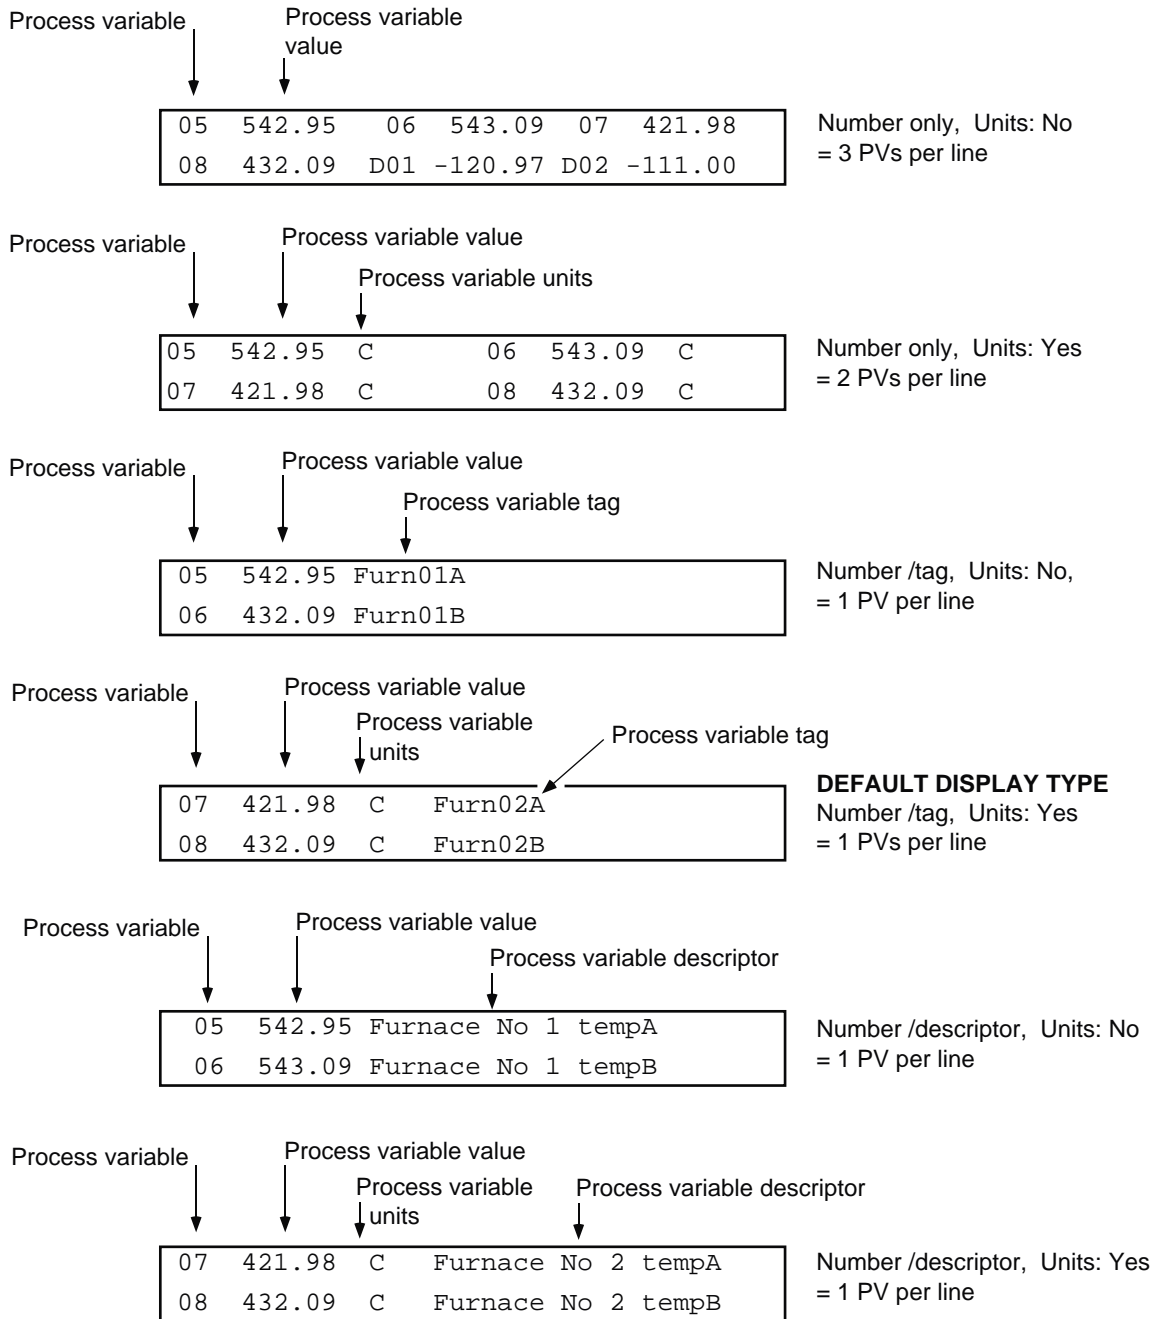 Process variable
Process variable
value
05 542.95 06 543.09 07 421.98
08 432.09 D01 -120.97 D02 -111.00
Number only, Units: No
= 3 PVs per line
Process variable
Process variable value
Process variable units
05 542.95 C 06 543.09 C
07 421.98 C 08 432.09 C
Number only, Units: Yes
= 2 PVs per line
Process variable
Process variable value
Process variable tag
05 542.95 Furn01A
06 432.09 Furn01B
Number /tag, Units: No,
= 1 PV per line
Process variable
Process variable value
Process variable
units
Process variable tag
07 421.98 C Furn02A
08 432.09 C Furn02B
DEFAULT DISPLAY TYPE
Number /tag, Units: Yes
= 1 PVs per line
Process variable
Process variable value
Process variable descriptor
05 542.95 Furnace No 1 tempA
06 543.09 Furnace No 1 tempB
Number /descriptor, Units: No
= 1 PV per line
Process variable
Process variable value
Process variable
units
Process variable descriptor
07 421.98 C Furnace No 2 tempA
08 432.09 C Furnace No 2 tempB
Number /descriptor, Units: Yes
= 1 PV per line